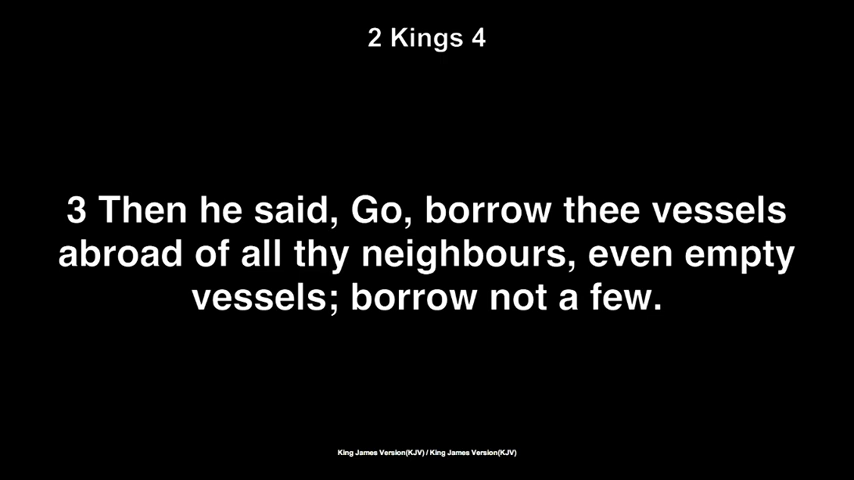 2 Kings 4
3 Then he said, Go, borrow thee vessels
abroad of all thy neighbours, even empty
vessels; borrow not a few.
King James Version(KJV) / King James Version(KJV)